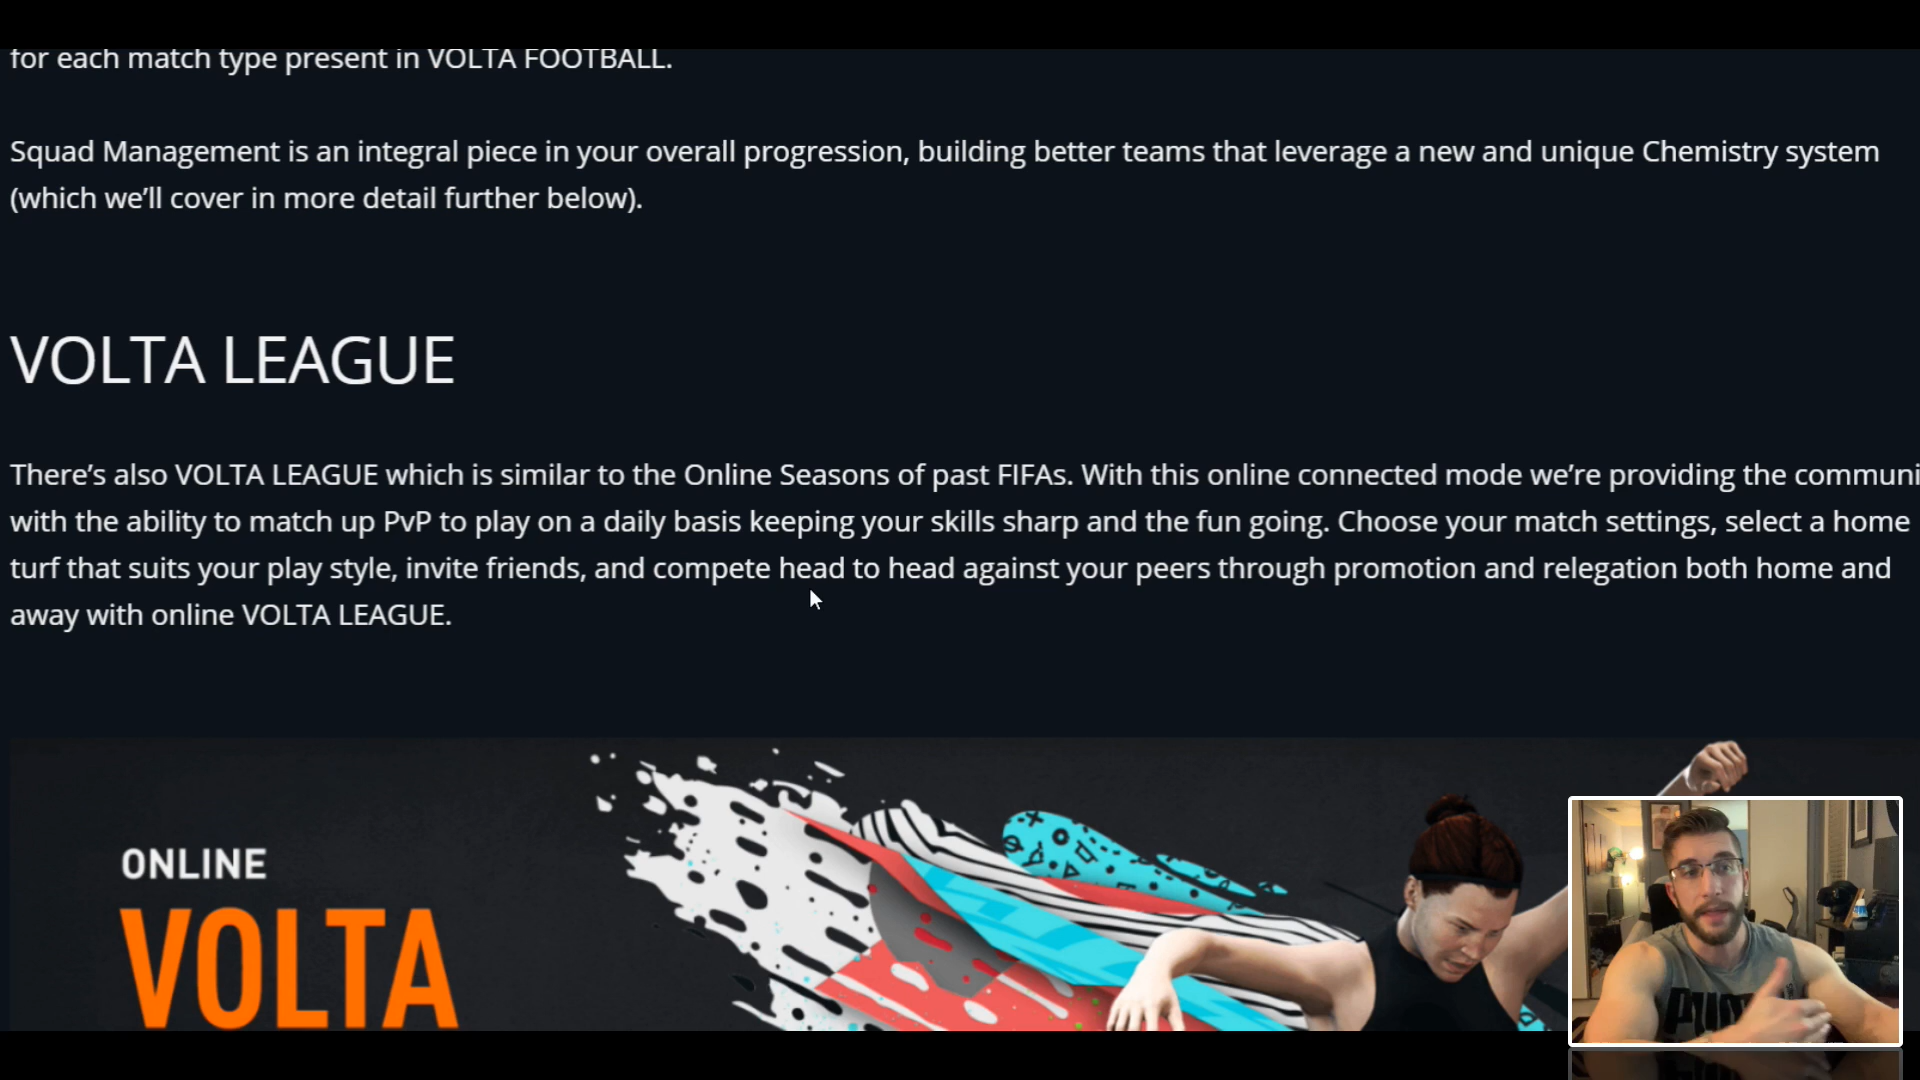 for each match type present in VOLTA FOOTBALL.
Squad Management is an integral piece in your overall progression, building better teams that leverage a new and unique Chemistry system
(which we’ll cover in more detail further below).
VOLTA LEAGUE
There’s also VOLTA LEAGUE which is similar to the Online Seasons of past FIFAs. With this online connected mode we’re providing the communi
with the ability to match up PvP to play on a daily basis keeping your skills sharp and the fun going. Choose your match settings, select a home
turf that suits your play style, invite friends, and compete head to head against your peers through promotion and relegation both home and
away with online VOLTA LEAGUE.
ONLINE
VOLTA